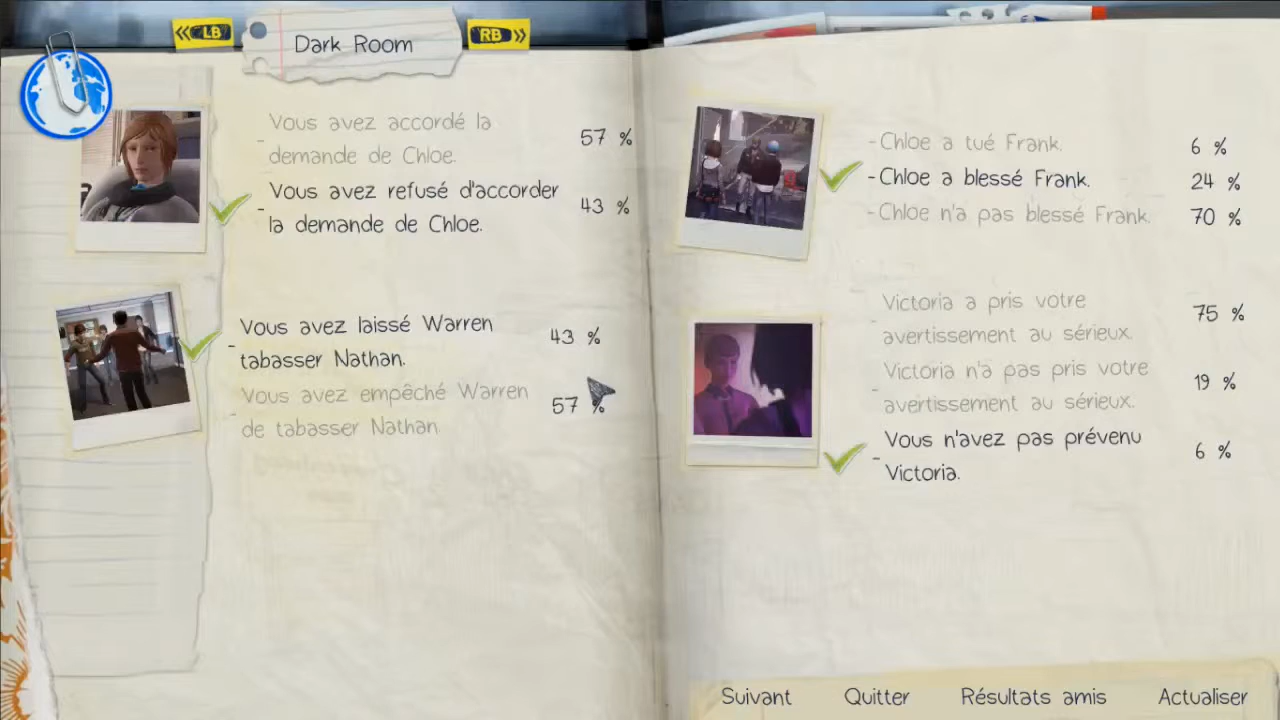 LB
Dark Room
RB
Vous avez accordé la
demande de Chloe.
57 %
Vous avez refusé d'accorder
la demande de Chloe.
43 %
Vous avez laissé Warren
tabasser Nathan.
43 %
Vous avez empêché Warren
de tabasser Nathan.
57 %
- Chloe a tué Frank.
6 %
- Chloe a blessé Frank.
24 %
- Chloe n'a pas blessé Frank.
70 %
Victoria a pris votre
avertissement au sérieux.
75 %
Victoria n'a pas pris votre
avertissement au sérieux.
19 %
Vous n'avez pas prévenu
Victoria.
6 %
Suivant Quitter Résultats amis Actualiser